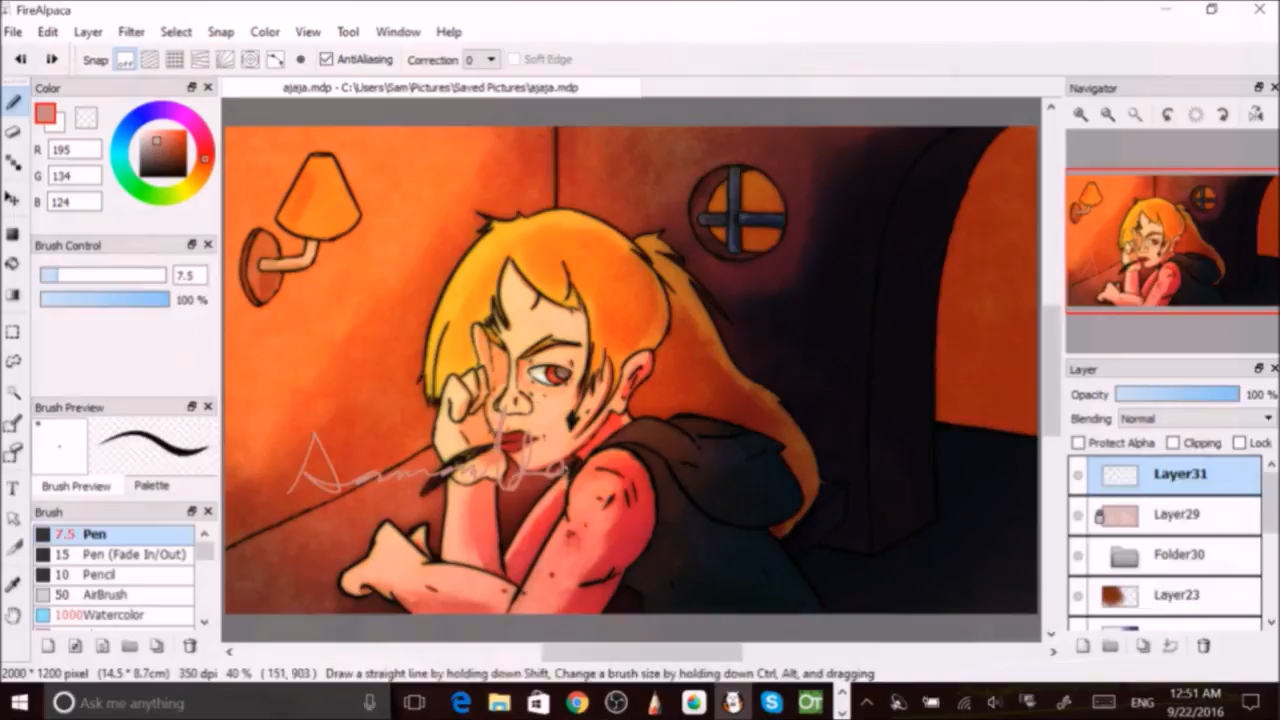 FireAlpaca
File Edit Layer Filter Select Snap Color View Tool Window Help
Snap OFF AntiAliasing Correction 0 Soft Edge
Color
ajaja.mdp - C:\Users\Sam\Pictures\Saved Pictures\ajaja.mdp
Navigator
R 195
G 134
B 124
Brush Control
7.5
100 %
Layer
Opacity 100 %
Blending Normal
Protect Alpha Clipping Lock
Brush Preview
Brush Preview Palette
Layer31
Layer29
Folder30
Layer23
Brush
7.5 Pen
15 Pen (Fade In/Out)
10 Pencil
50 AirBrush
1000 Watercolor
2000 * 1200 pixel (14.5 * 8.7cm) 350 dpi 40 % ( 151, 903 ) Draw a straight line by holding down Shift, Change a brush size by holding down Ctrl, Alt, and dragging
Ask me anything
OT
ENG
12:51 AM
9/22/2016